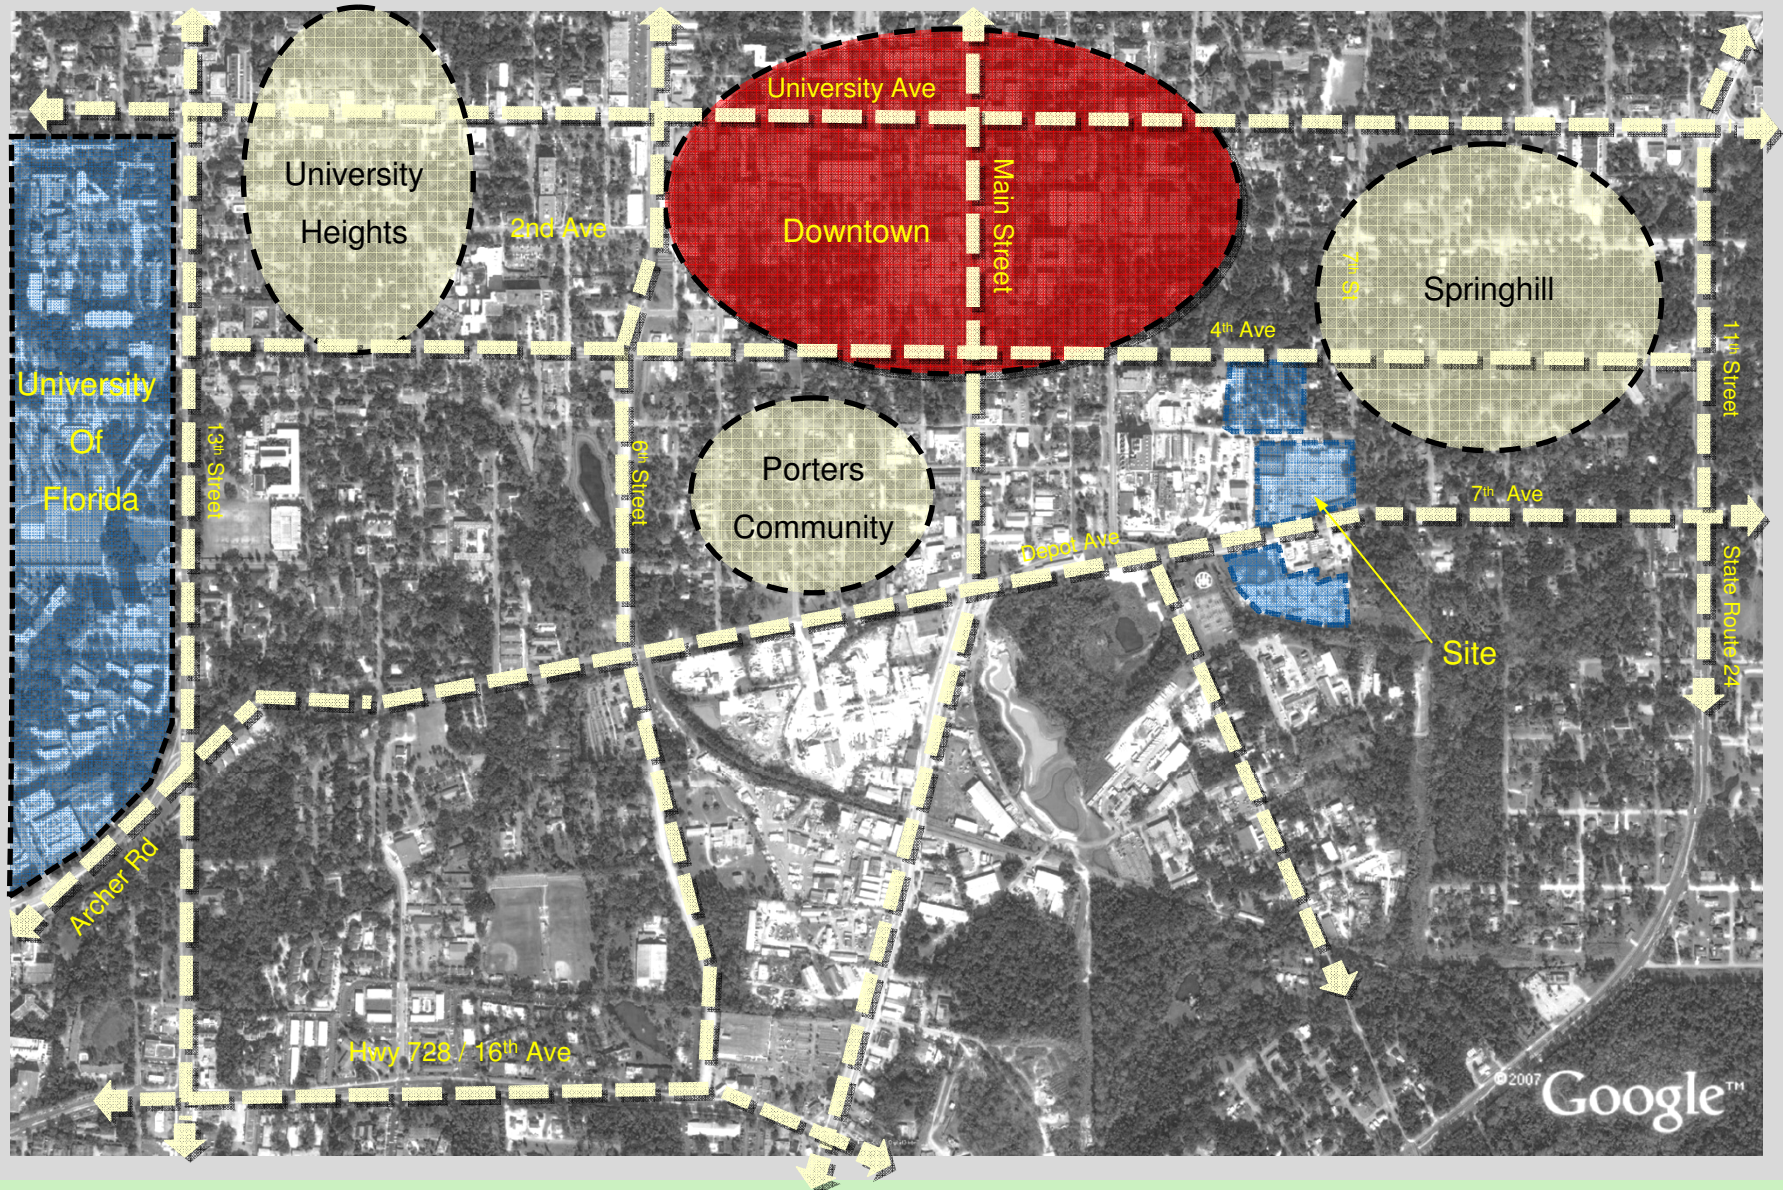 University Ave
University
Heights
2nd Ave
Downtown
Main Street
7th St
Springhill
4th Ave
11th Street
University
Of
Florida
13th Street
6th Street
Porters
Community
7th Ave
Depot Ave
State Route 24
Site
Archer Rd
Hwy 728 / 16th Ave
©2007 Google™